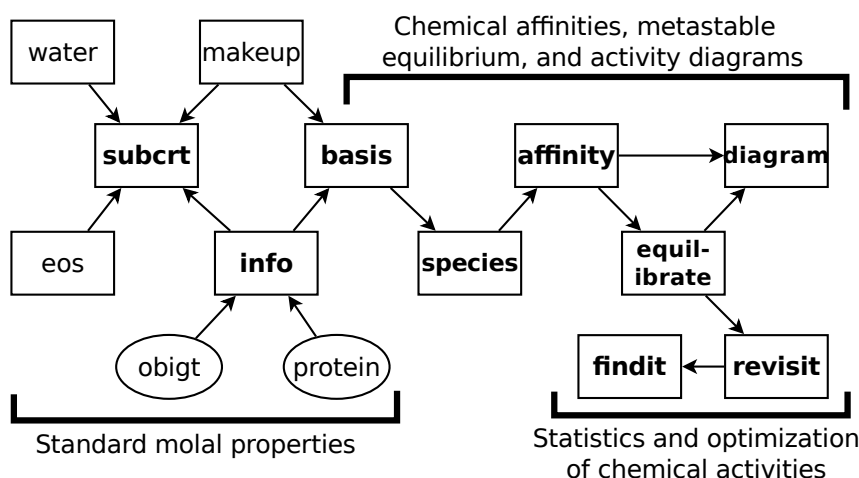 Chemical affinities, metastable
equilibrium, and activity diagrams
water
makeup
subcrt
basis
affinity
diagram
eos
info
species
equil-
ibrate
obigt
protein
findit
revisit
Standard molal properties
Statistics and optimization
of chemical activities